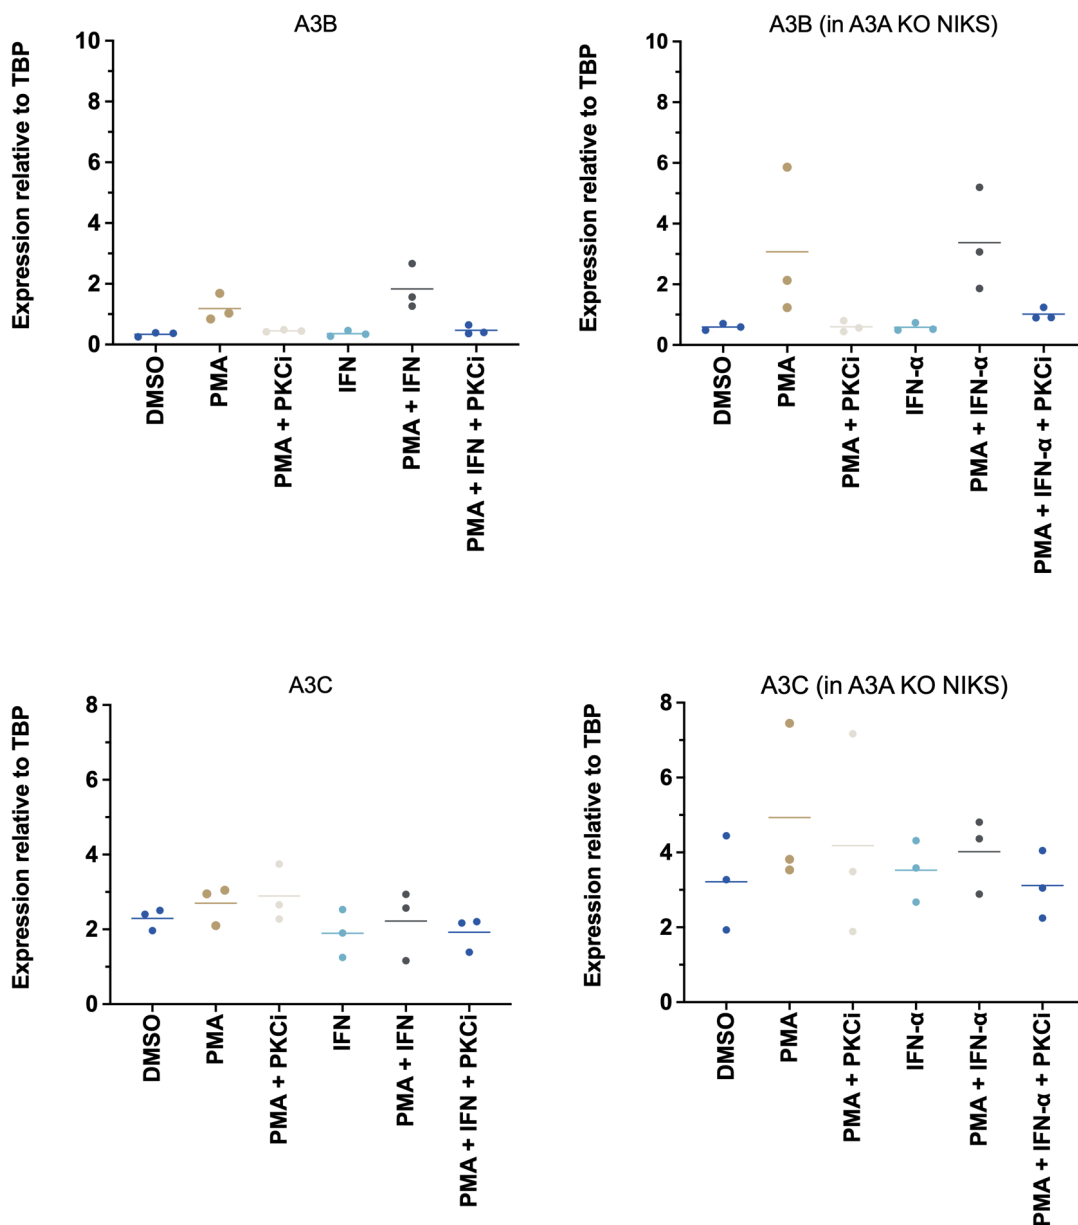 A3B
Expression relative to TBP
10
8
6
4
2
0
DMSO
PMA
PMA + PKCi
IFN
PMA + IFN
PMA + IFN + PKCi
A3B (in A3A KO NIKS)
Expression relative to TBP
10
8
6
4
2
0
DMSO
PMA
PMA + PKCi
IFN-α
PMA + IFN-α
PMA + IFN-α + PKCi
A3C
Expression relative to TBP
8
6
4
2
0
DMSO
PMA
PMA + PKCi
IFN
PMA + IFN
PMA + IFN + PKCi
A3C (in A3A KO NIKS)
Expression relative to TBP
8
6
4
2
0
DMSO
PMA
PMA + PKCi
IFN-α
PMA + IFN-α
PMA + IFN-α + PKCi